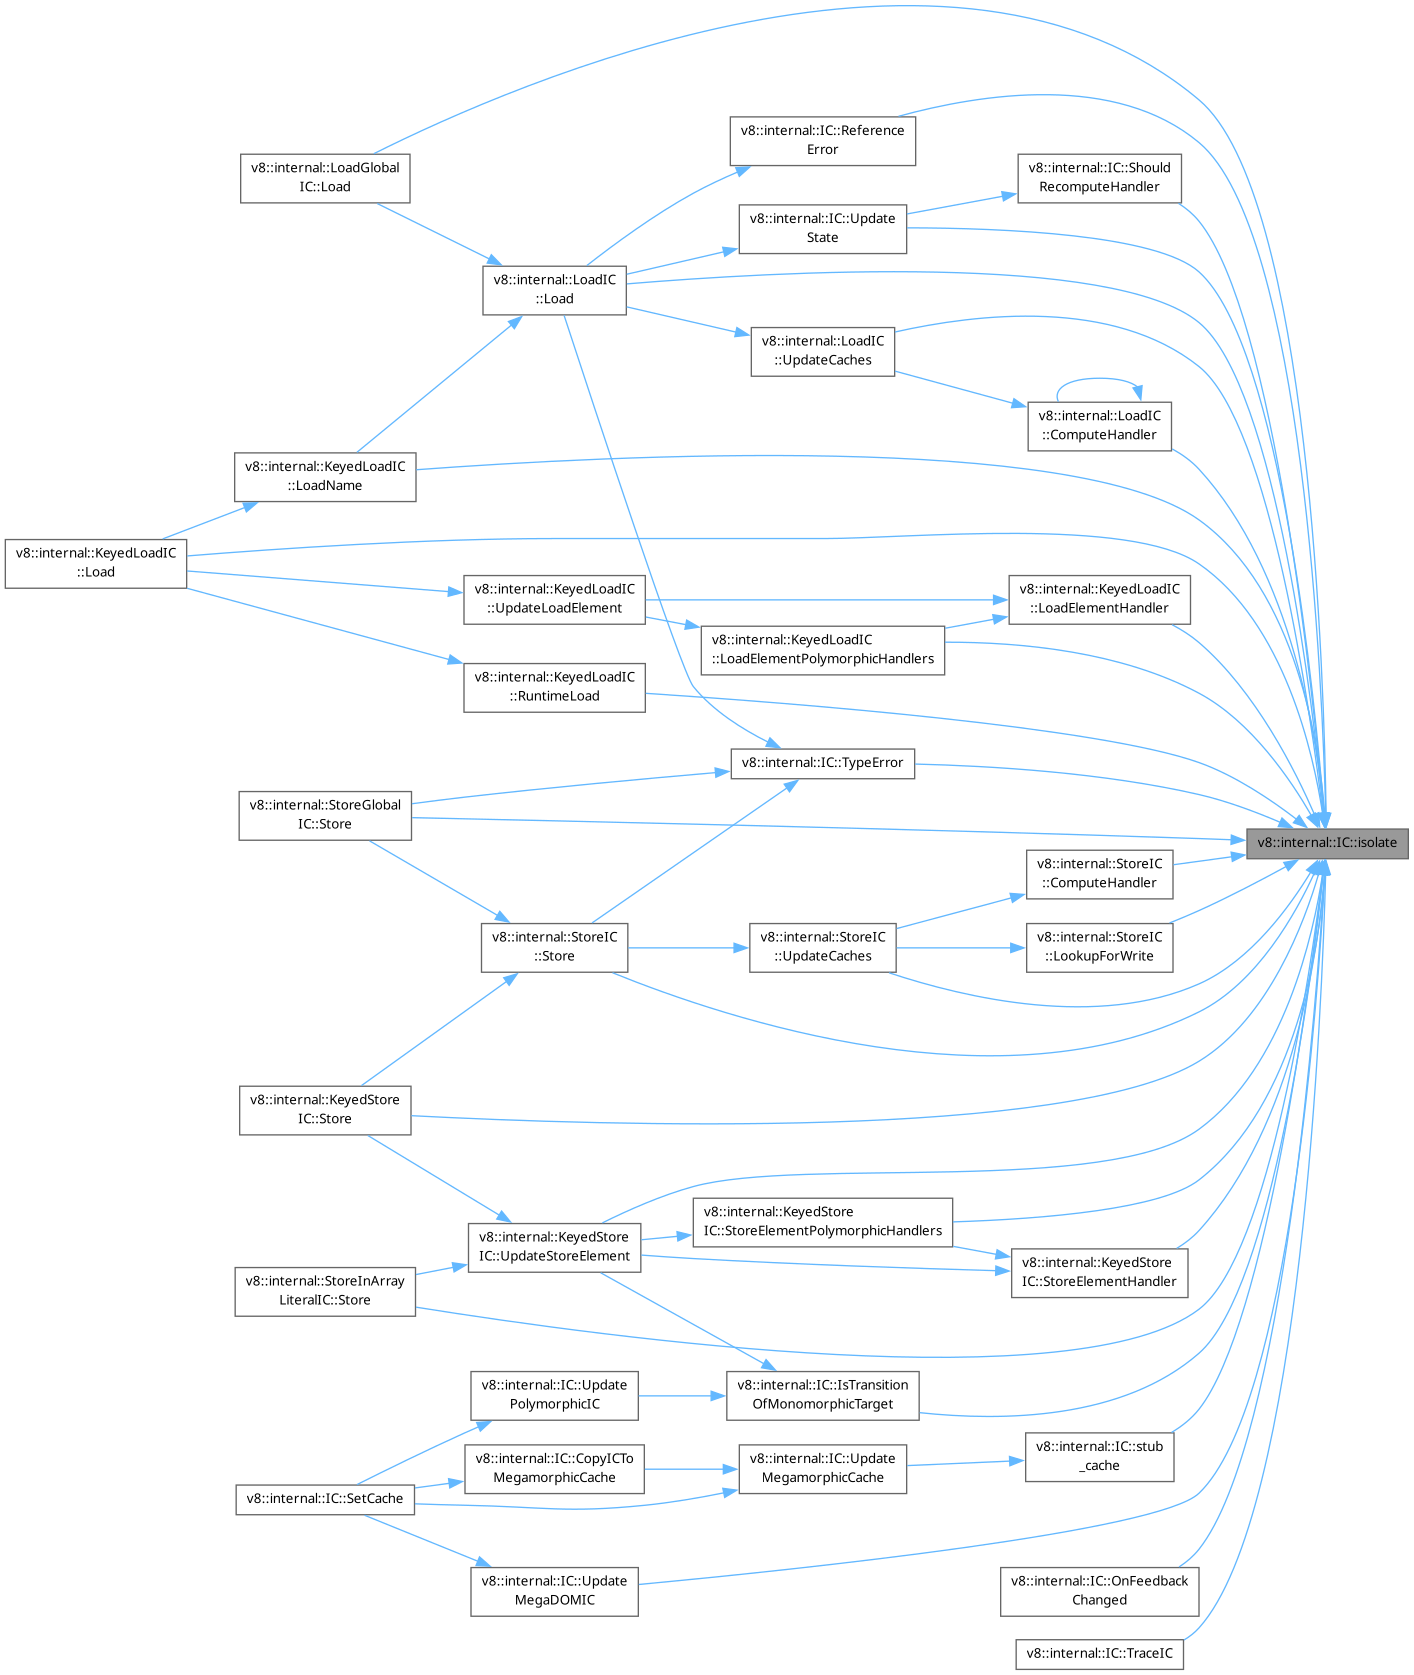 v8::internal::IC::Reference
Error
v8::internal::LoadGlobal
IC::Load
v8::internal::IC::Should
RecomputeHandler
v8::internal::IC::Update
State
v8::internal::LoadIC
::Load
v8::internal::LoadIC
::UpdateCaches
v8::internal::LoadIC
::ComputeHandler
v8::internal::KeyedLoadIC
::LoadName
v8::internal::KeyedLoadIC
::Load
v8::internal::KeyedLoadIC
::UpdateLoadElement
v8::internal::KeyedLoadIC
::LoadElementHandler
v8::internal::KeyedLoadIC
::LoadElementPolymorphicHandlers
v8::internal::KeyedLoadIC
::RuntimeLoad
v8::internal::IC::TypeError
v8::internal::StoreGlobal
IC::Store
v8::internal::IC::isolate
v8::internal::StoreIC
::ComputeHandler
v8::internal::StoreIC
::Store
v8::internal::StoreIC
::UpdateCaches
v8::internal::StoreIC
::LookupForWrite
v8::internal::KeyedStore
IC::Store
v8::internal::KeyedStore
IC::StoreElementPolymorphicHandlers
v8::internal::KeyedStore
IC::UpdateStoreElement
v8::internal::KeyedStore
IC::StoreElementHandler
v8::internal::StoreInArray
LiteralIC::Store
v8::internal::IC::Update
PolymorphicIC
v8::internal::IC::IsTransition
OfMonomorphicTarget
v8::internal::IC::stub
_cache
v8::internal::IC::CopyICTo
MegamorphicCache
v8::internal::IC::Update
MegamorphicCache
v8::internal::IC::SetCache
v8::internal::IC::Update
MegaDOMIC
v8::internal::IC::OnFeedback
Changed
v8::internal::IC::TraceIC